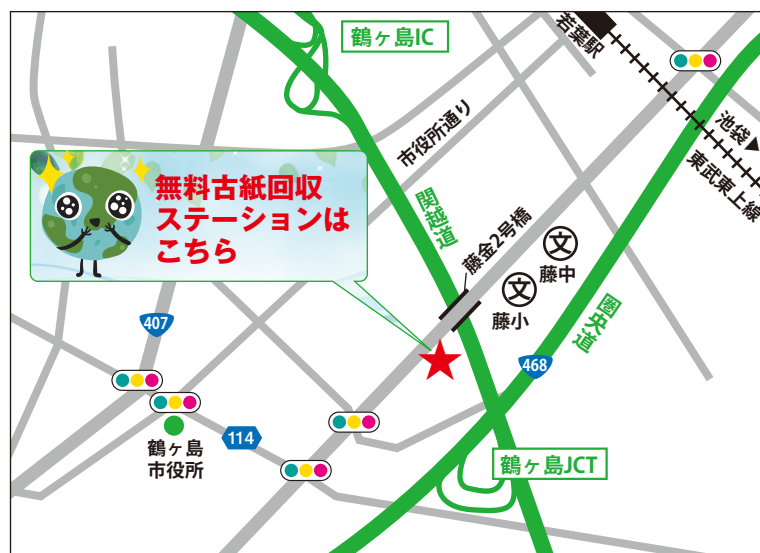 鶴ヶ島IC
若葉駅
池袋▲
東武東上線
市役所通り
無料古紙回収
ステーションは
こちら
関越道
藤金2号橋
文
藤中
文
藤小
圏央道
407
468
114
鶴ヶ島
市役所
鶴ヶ島JCT